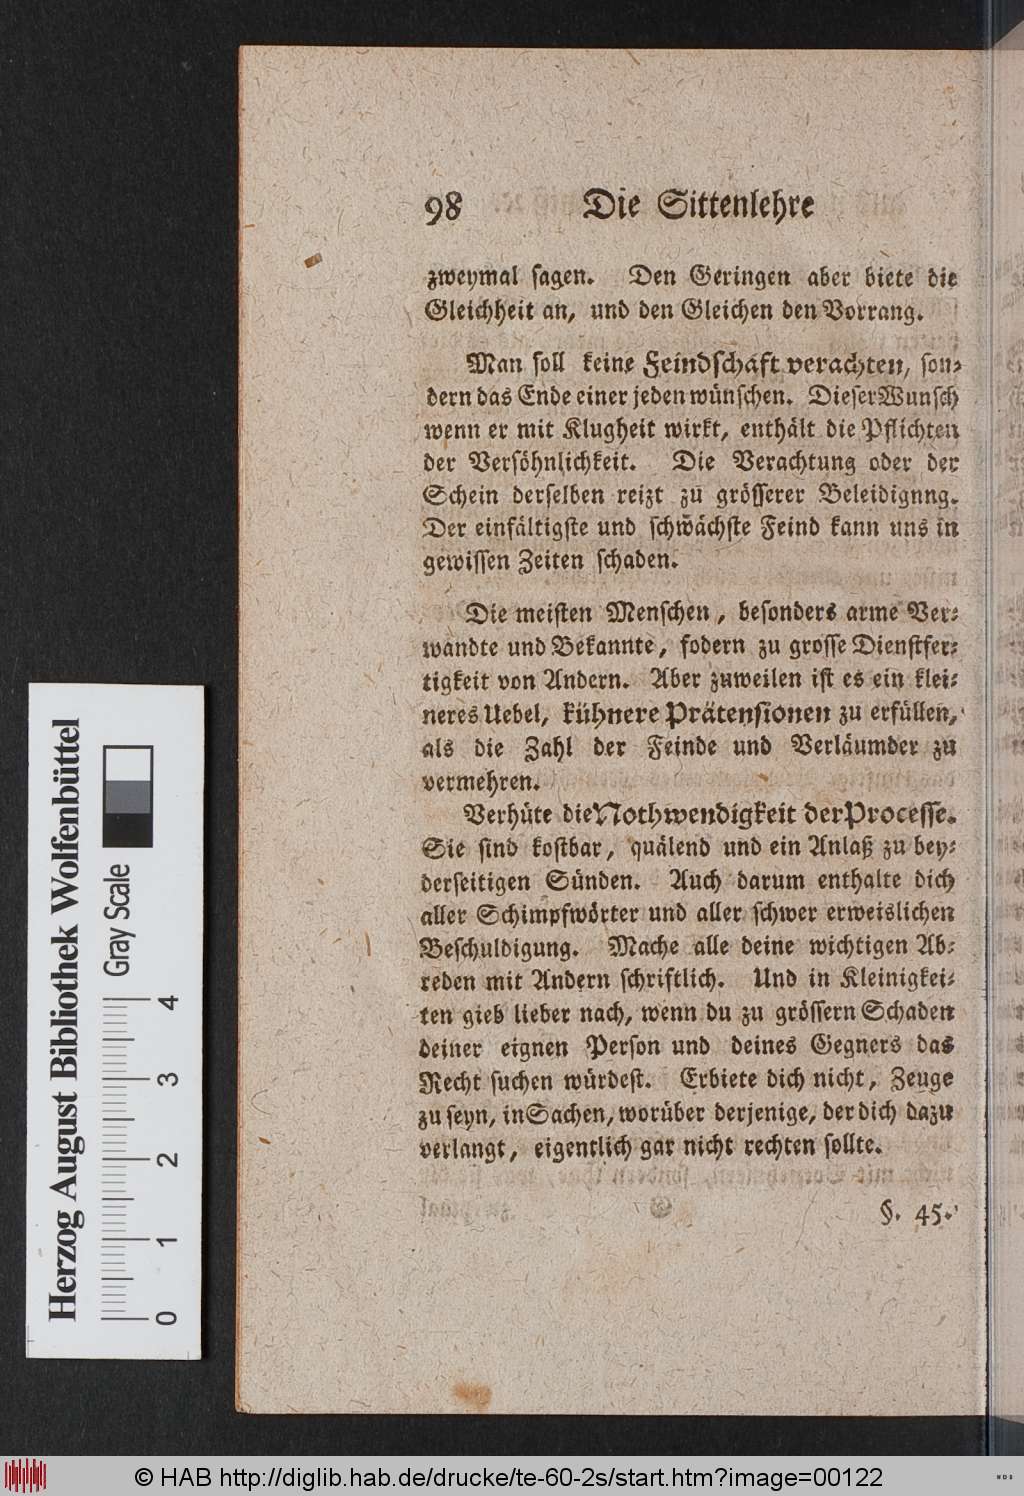 98 Die Sittenlehre
zweymal sagen. Den Geringen aber biete die
Gleichheit an, und den Gleichen den Vorrang.
Man soll keine Feindschaft verachten, son-
dern das Ende einer jeden wünschen. Dieser Wunsch
wenn er mit Klugheit wirkt, enthält die Pflichten
der Versöhnlichkeit. Die Verachtung oder der
Schein derselben reizt zu grösserer Beleidignng.
Der einfältigste und schwächste Feind kann uns in
gewissen Zeiten schaden.
Die meisten Menschen, besonders arme Ver-
wandte und Bekannte, fodern zu grosse Dienstfer-
tigkeit von Andern. Aber zuweilen ist es ein klei-
neres Uebel, kühnere Prätensionen zu erfüllen,
als die Zahl der Feinde und Verläumder zu
vermehren.
Verhüte die Nothwendigkeit der Processe.
Sie sind kostbar, quälend und ein Anlaß zu bey-
derseitigen Sünden. Auch darum enthalte dich
aller Schimpfwörter und aller schwer erweislichen
Beschuldigung. Mache alle deine wichtigen Ab-
reden mit Andern schriftlich. Und in Kleinigkei-
ten gieb lieber nach, wenn du zu grössern Schaden
deiner eignen Person und deines Gegners das
Recht suchen würdest. Erbiete dich nicht, Zeuge
zu seyn, in Sachen, worüber derjenige, der dich dazu
verlangt, eigentlich gar nicht rechten sollte.
§. 45.
Herzog August Bibliothek Wolfenbüttel
Gray Scale
0 1 2 3 4
© HAB http://diglib.hab.de/drucke/te-60-2s/start.htm?image=00122